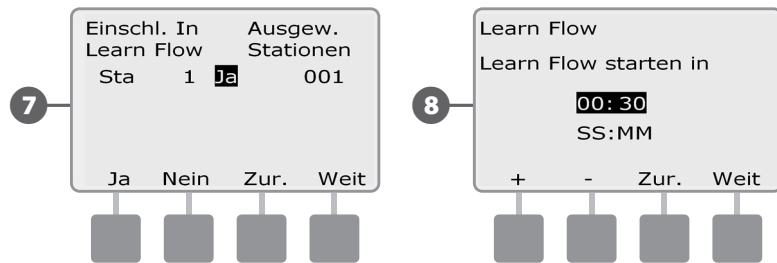 7
Einschl. In Ausgew.
Learn Flow Stationen
Sta 1 Ja 001
Ja Nein Zur. Weit
8
Learn Flow
Learn Flow starten in
00:30
SS:MM
+ - Zur. Weit